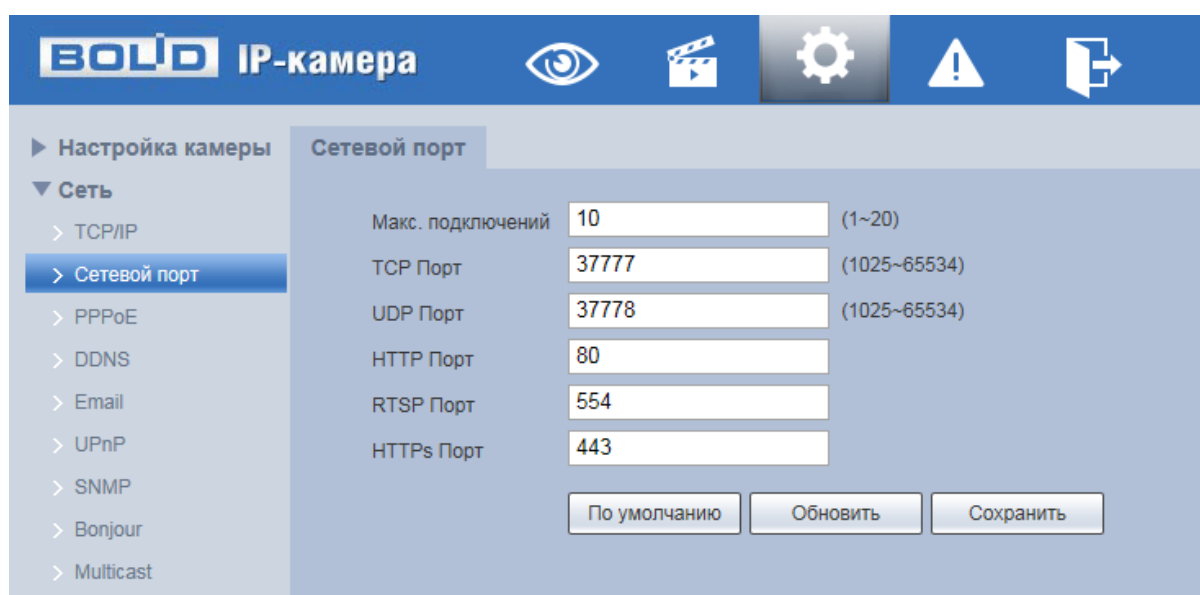 BOLID IP-камера
Настройка камеры
Сеть
TCP/IP
Сетевой порт
PPPoE
DDNS
Email
UPnP
SNMP
Bonjour
Multicast
Сетевой порт
Макс. подключений 10 (1~20)
TCP Порт 37777 (1025~65534)
UDP Порт 37778 (1025~65534)
HTTP Порт 80
RTSP Порт 554
HTTPs Порт 443
По умолчанию Обновить Сохранить